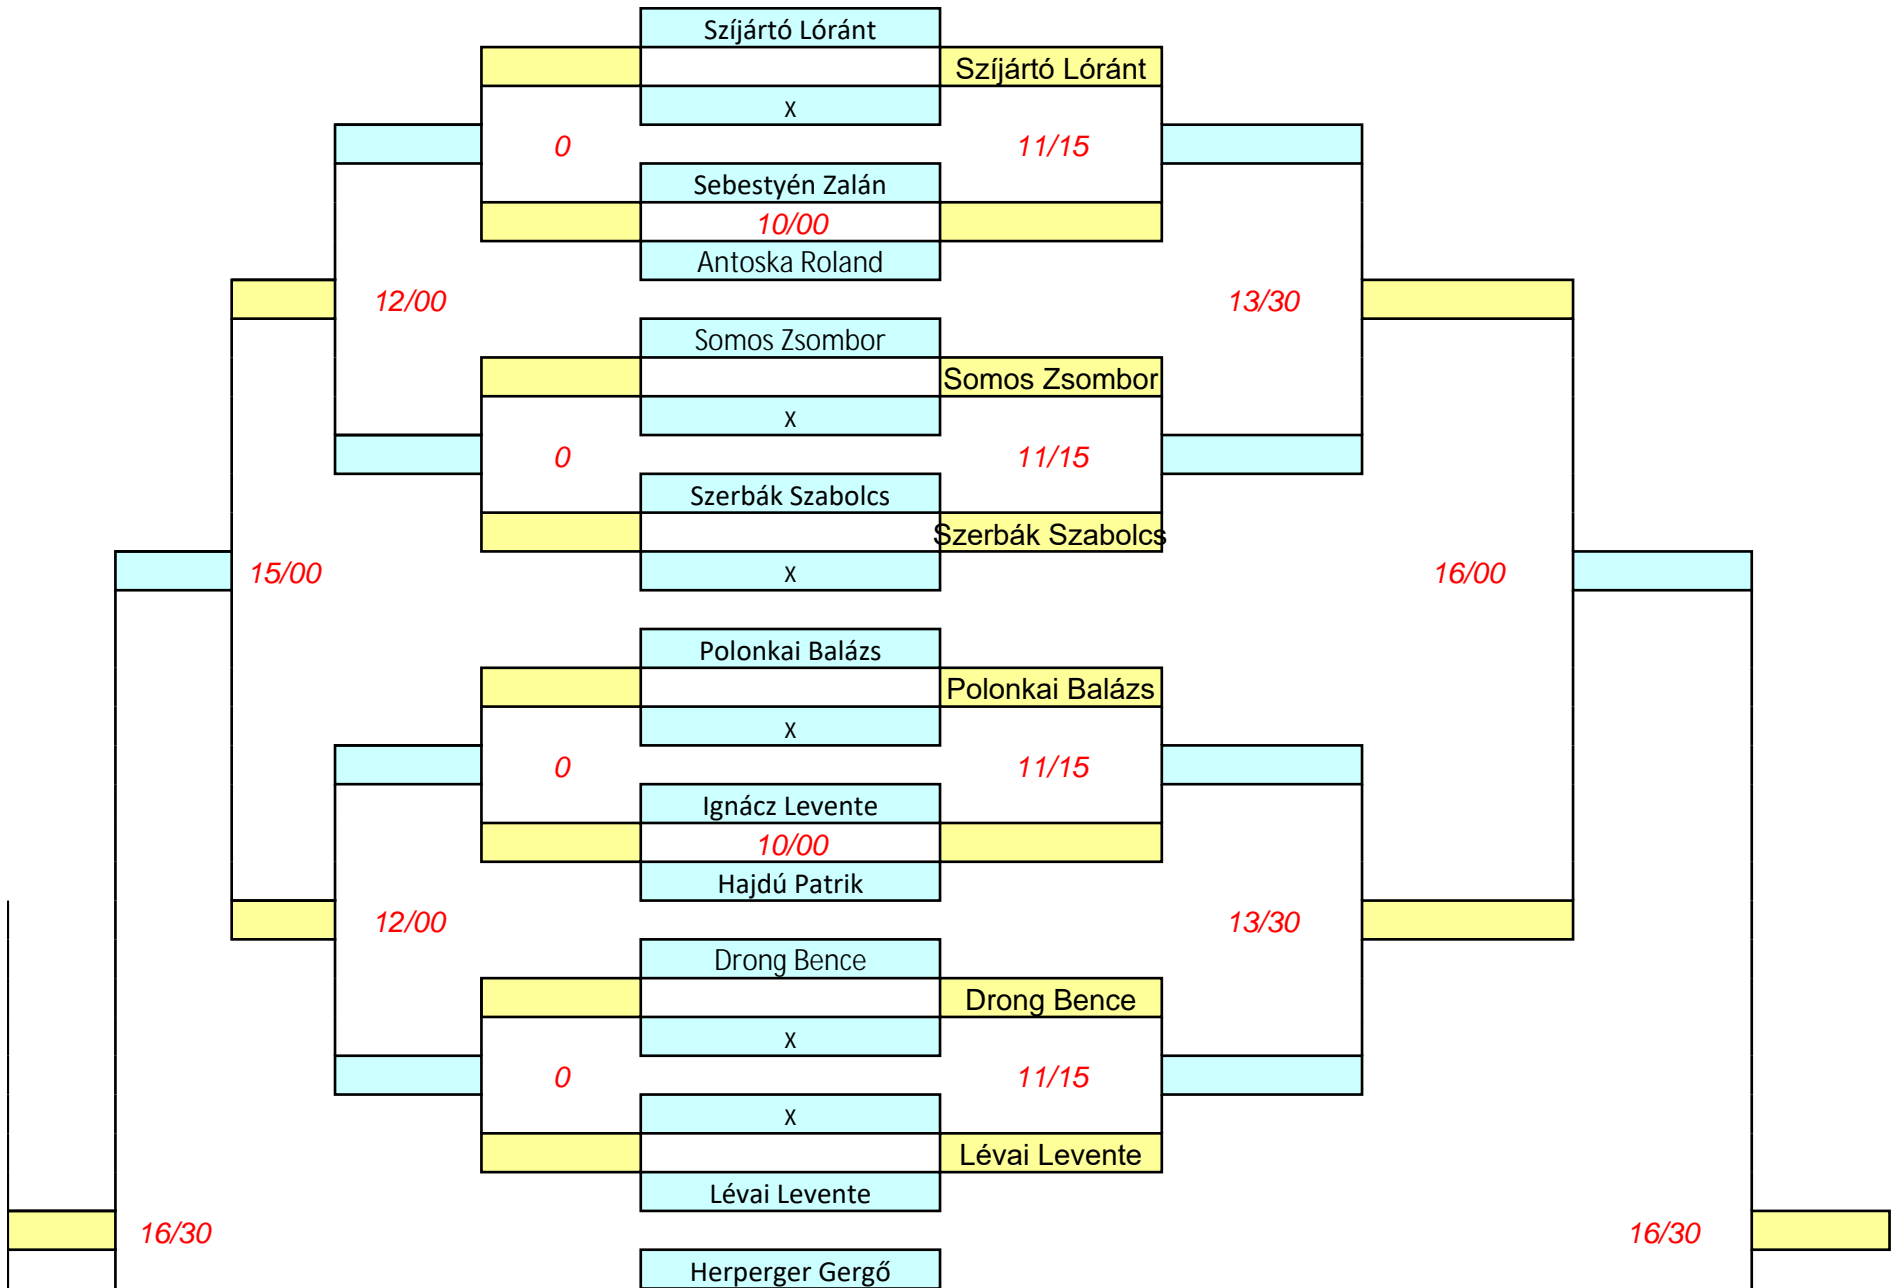 Szíjártó Lóránt
Szíjártó Lóránt
x
0
11/15
Sebestyén Zalán
10/00
Antoska Roland
12/00
13/30
Somos Zsombor
Somos Zsombor
x
0
11/15
Szerbák Szabolcs
Szerbák Szabolcs
x
15/00
16/00
Polonkai Balázs
Polonkai Balázs
x
0
11/15
Ignácz Levente
10/00
Hajdú Patrik
12/00
13/30
Drong Bence
Drong Bence
x
0
11/15
x
Lévai Levente
Lévai Levente
16/30
16/30
Herperger Gergő